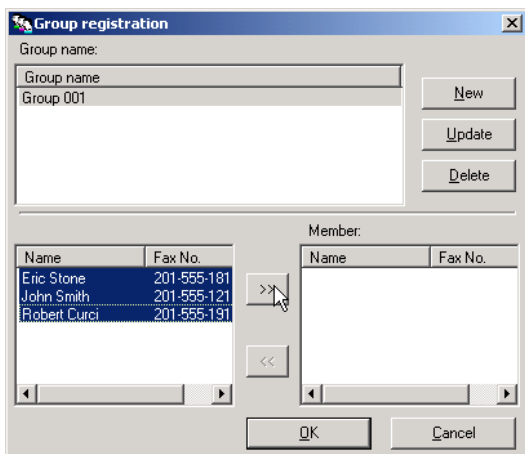 Group registration
Group name:
Group name
Group 001
New
Update
Delete
Member:
Name Fax No.
Eric Stone 201-555-181
John Smith 201-555-121
Robert Curci 201-555-191
>>
<<
Name Fax No.
OK
Cancel